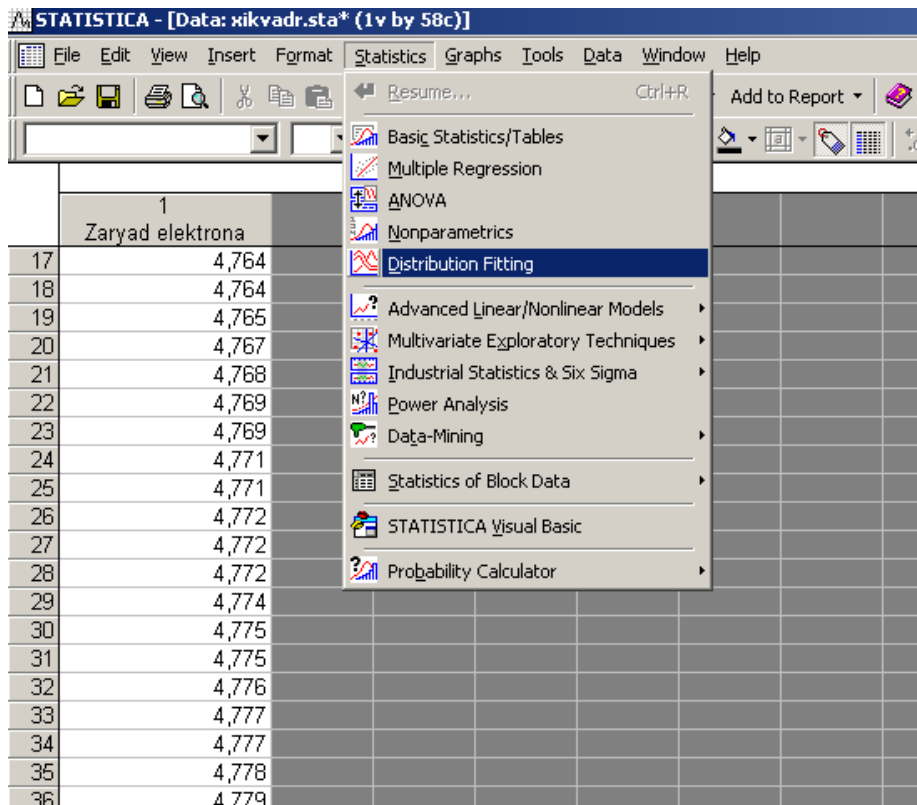 STATISTICA - [Data: xikvadr.sta* (1v by 58c)]
File Edit View Insert Format Statistics Graphs Tools Data Window Help
Resume... Ctrl+R
Add to Report
Basic Statistics/Tables
Multiple Regression
ANOVA
Nonparametrics
Distribution Fitting
Advanced Linear/Nonlinear Models
Multivariate Exploratory Techniques
Industrial Statistics & Six Sigma
Power Analysis
Data-Mining
Statistics of Block Data
STATISTICA Visual Basic
Probability Calculator
1
Zaryad elektrona
17 4,764
18 4,764
19 4,765
20 4,767
21 4,768
22 4,769
23 4,769
24 4,771
25 4,771
26 4,772
27 4,772
28 4,772
29 4,774
30 4,775
31 4,775
32 4,776
33 4,777
34 4,777
35 4,778
36 4,779